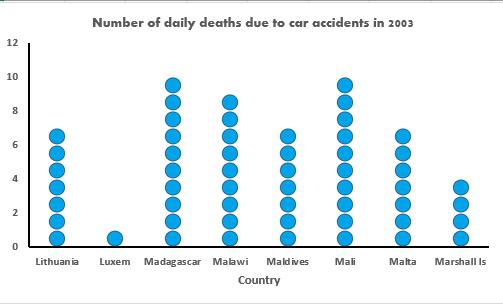 Number of daily deaths due to car accidents in 2003
12
10
8
6
4
2
0
Lithuania Luxem Madagascar Malawi Maldives Mali Malta Marshall Is
Country